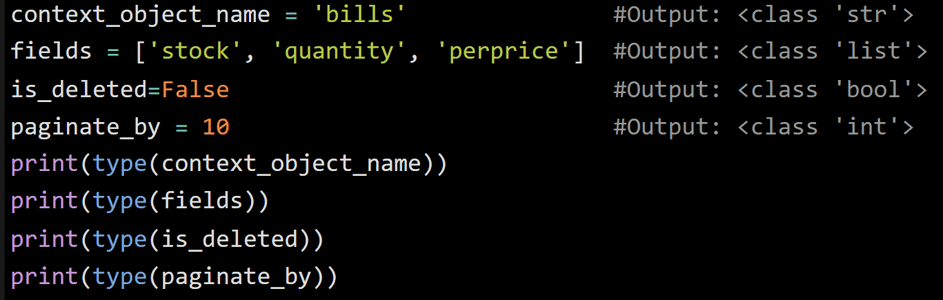 context_object_name = 'bills' #Output: <class 'str'>
fields = ['stock', 'quantity', 'perprice'] #Output: <class 'list'>
is_deleted=False #Output: <class 'bool'>
paginate_by = 10 #Output: <class 'int'>
print(type(context_object_name))
print(type(fields))
print(type(is_deleted))
print(type(paginate_by))